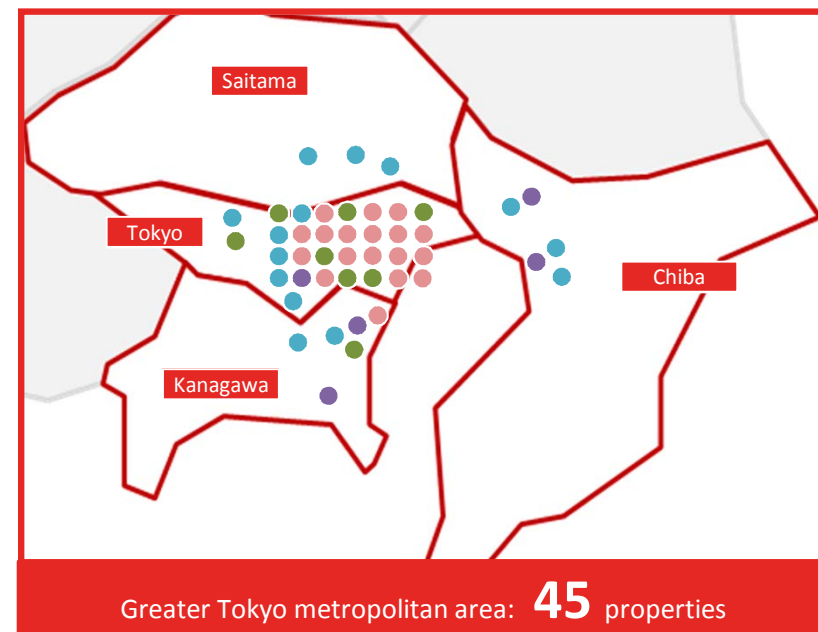 Saitama
Tokyo
Chiba
Kanagawa
Greater Tokyo metropolitan area: 45 properties